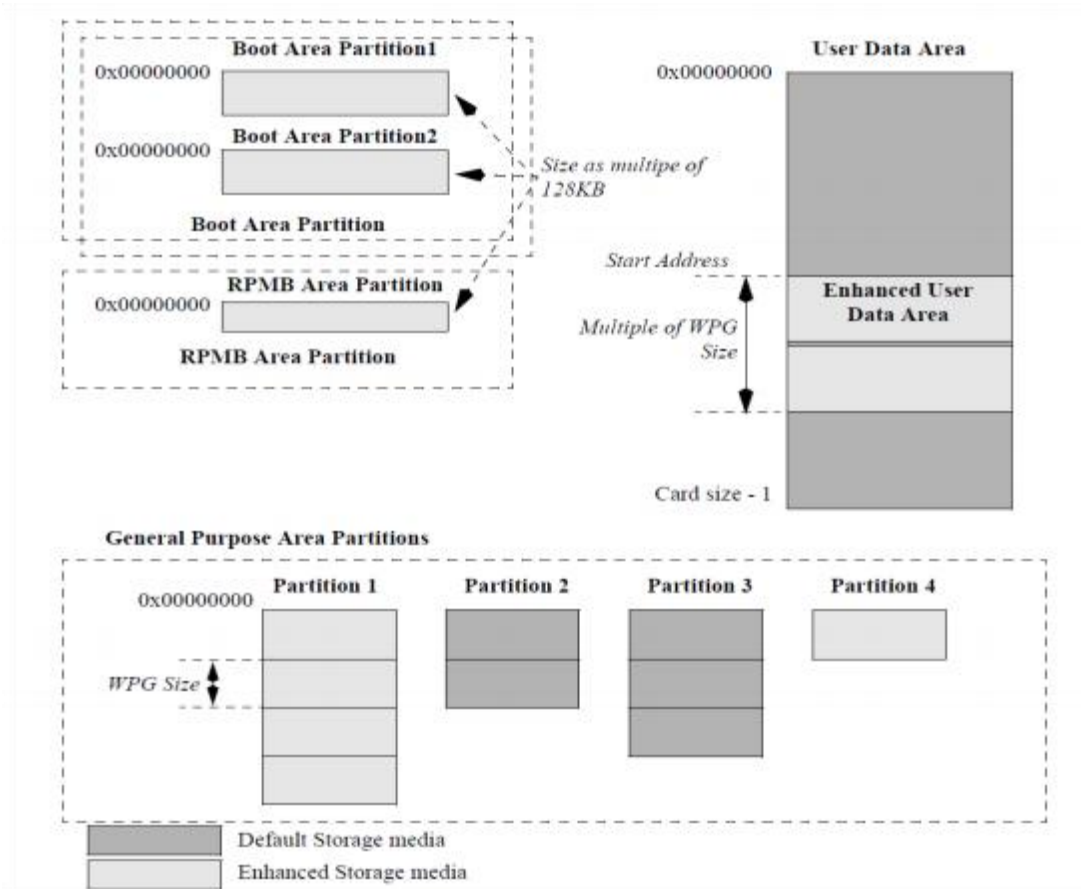 Boot Area Partition1
0x00000000
Boot Area Partition2
0x00000000
Size as multipe of
128KB
Boot Area Partition
RPMB Area Partition
0x00000000
RPMB Area Partition
User Data Area
0x00000000
Start Address
Enhanced User
Data Area
Multiple of WPG
Size
Card size - 1
General Purpose Area Partitions
Partition 1
Partition 2
Partition 3
Partition 4
0x00000000
WPG Size
Default Storage media
Enhanced Storage media